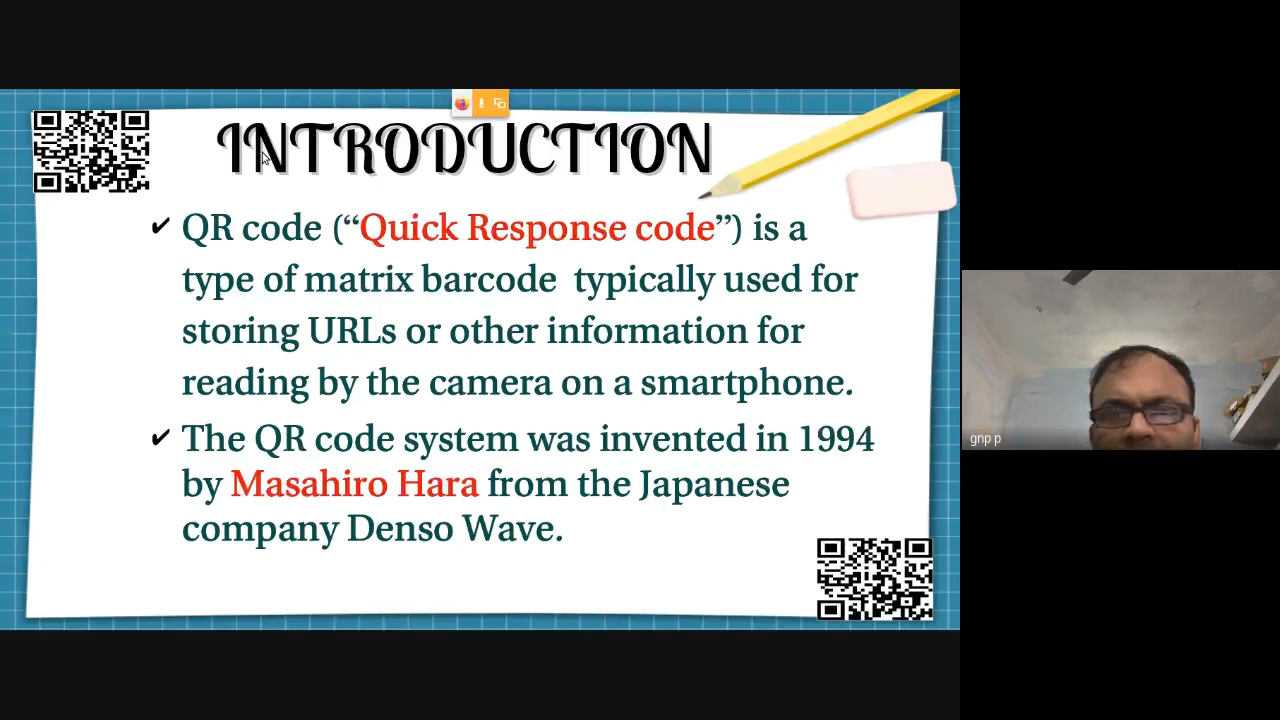 INTRODUCTION
✔ QR code (“Quick Response code”) is a
type of matrix barcode typically used for
storing URLs or other information for
reading by the camera on a smartphone.
✔ The QR code system was invented in 1994
by Masahiro Hara from the Japanese
company Denso Wave.
gnp p